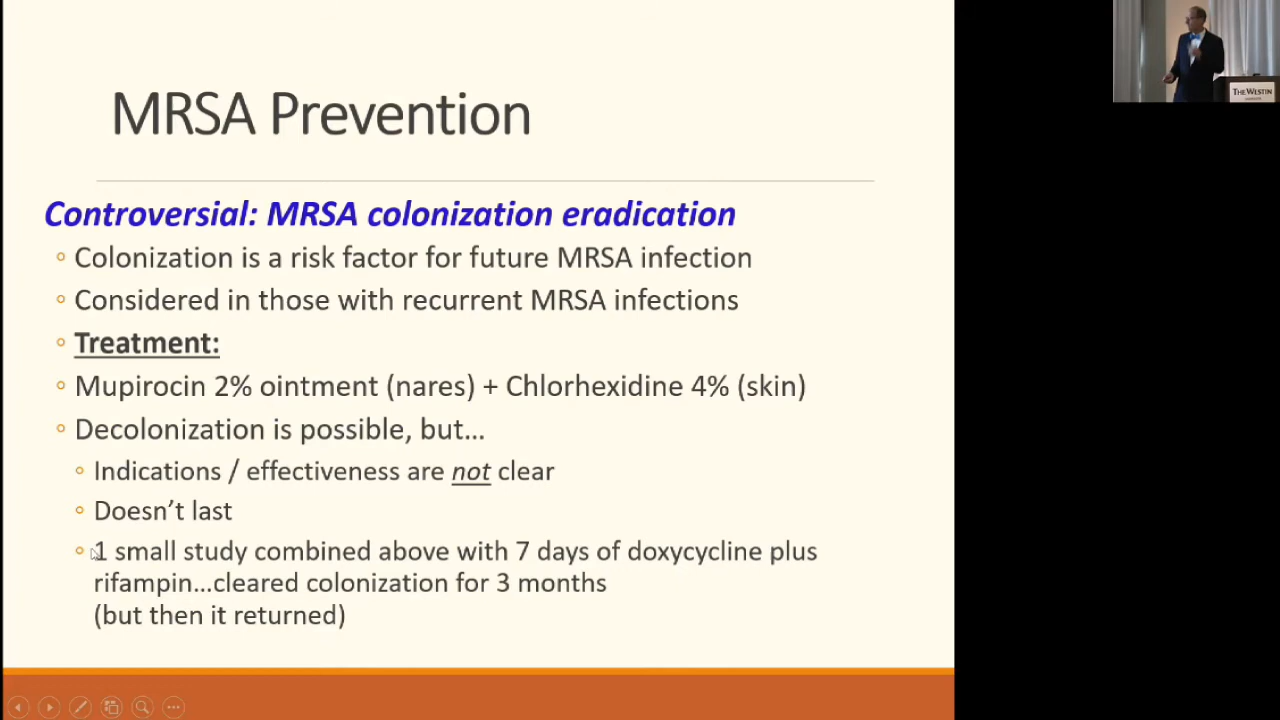 MRSA Prevention
Controversial: MRSA colonization eradication
Colonization is a risk factor for future MRSA infection
Considered in those with recurrent MRSA infections
Treatment:
Mupirocin 2% ointment (nares) + Chlorhexidine 4% (skin)
Decolonization is possible, but…
Indications / effectiveness are not clear
Doesn’t last
1 small study combined above with 7 days of doxycycline plus
rifampin…cleared colonization for 3 months
(but then it returned)
THE WESTIN